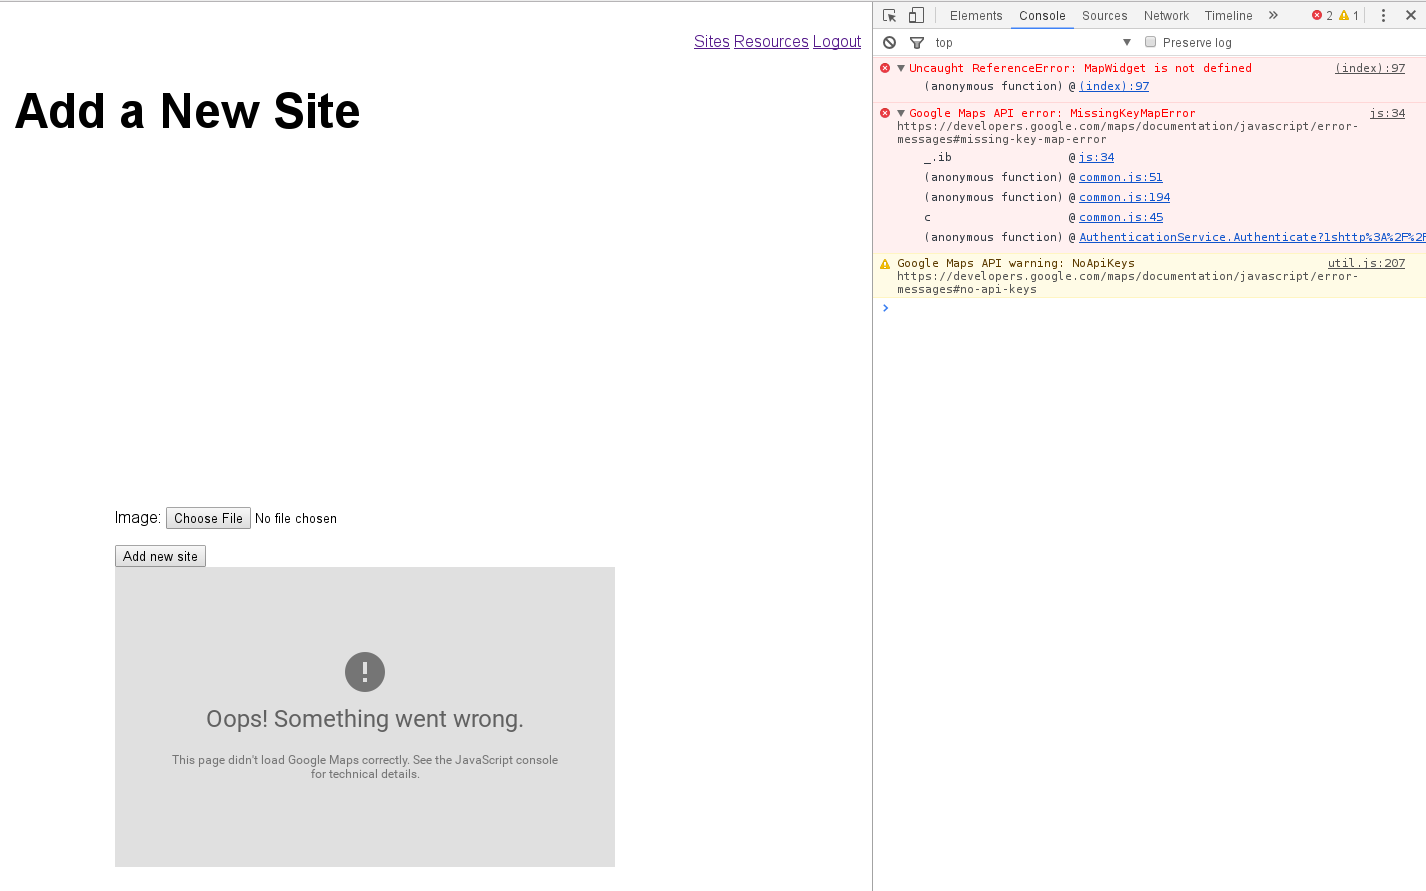 Sites Resources Logout
Add a New Site
Image: Choose File No file chosen
Add new site
!
Oops! Something went wrong.
This page didn't load Google Maps correctly. See the JavaScript console
for technical details.
Elements Console Sources Network Timeline » 2 1
top Preserve log
Uncaught ReferenceError: MapWidget is not defined (index):97
(anonymous function) @ (index):97
Google Maps API error: MissingKeyMapError js:34
https://developers.google.com/maps/documentation/javascript/error-
messages#missing-key-map-error
_.ib @ js:34
(anonymous function) @ common.js:51
(anonymous function) @ common.js:194
c @ common.js:45
(anonymous function) @ AuthenticationService.Authenticate?1shttp%3A%2F%2F
Google Maps API warning: NoApiKeys util.js:207
https://developers.google.com/maps/documentation/javascript/error-
messages#no-api-keys